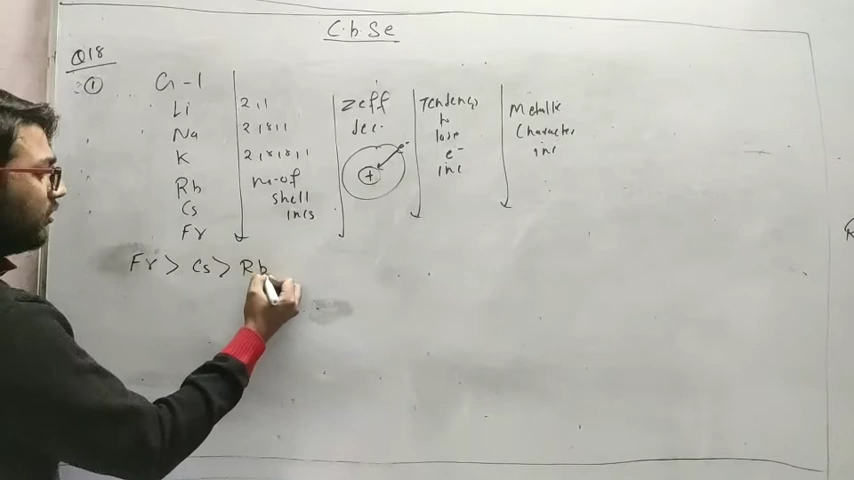 C.b.Se
Q18
① G-1
Li 2,1
Na 2,8,1
K 2,8,8,1
Rb no-of
Cs shell
Fr incs
Zeff
dec.
e-
+
Tendency
to
lose
e-
inc
Metallic
Character
inc
Fr > Cs > Rb